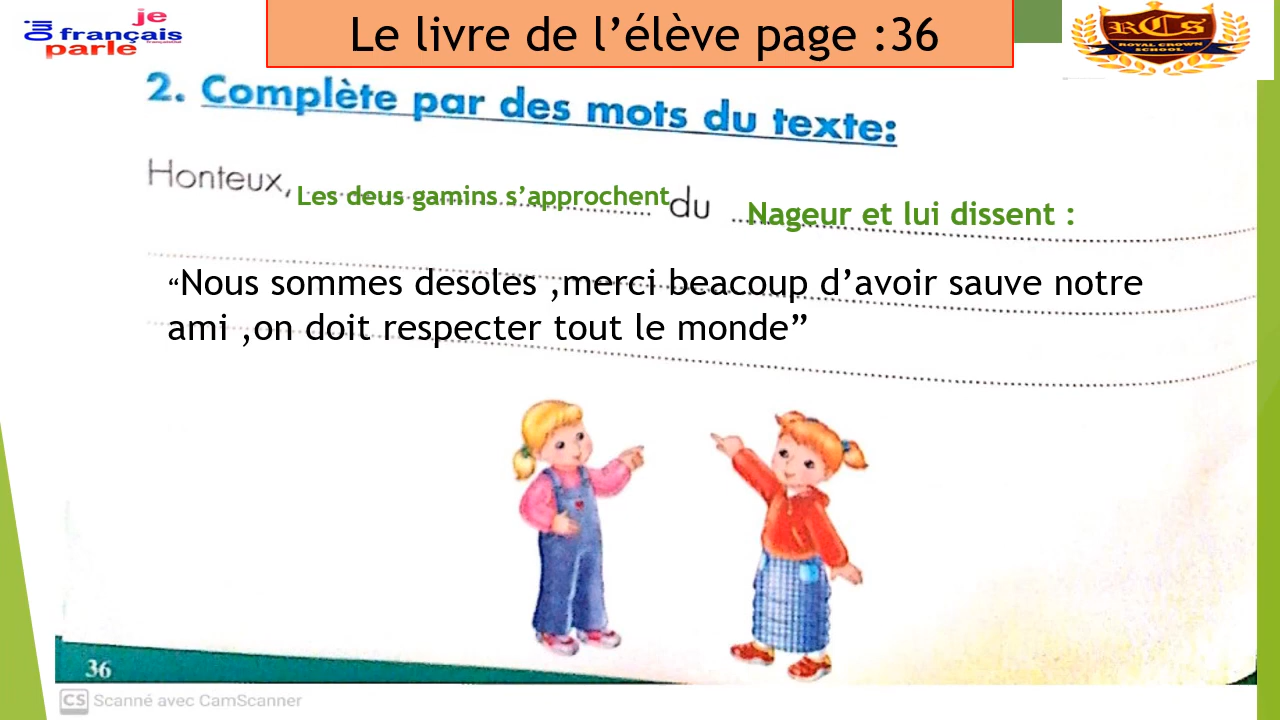 je
français
parle
Le livre de l’élève page :36
RCS
ROYAL CROWN
SCHOOL
2. Complète par des mots du texte:
Honteux, Les deus gamins s’approchent du Nageur et lui dissent :
“Nous sommes desoles ,merci beacoup d’avoir sauve notre
ami ,on doit respecter tout le monde”
36
CS Scanné avec CamScanner